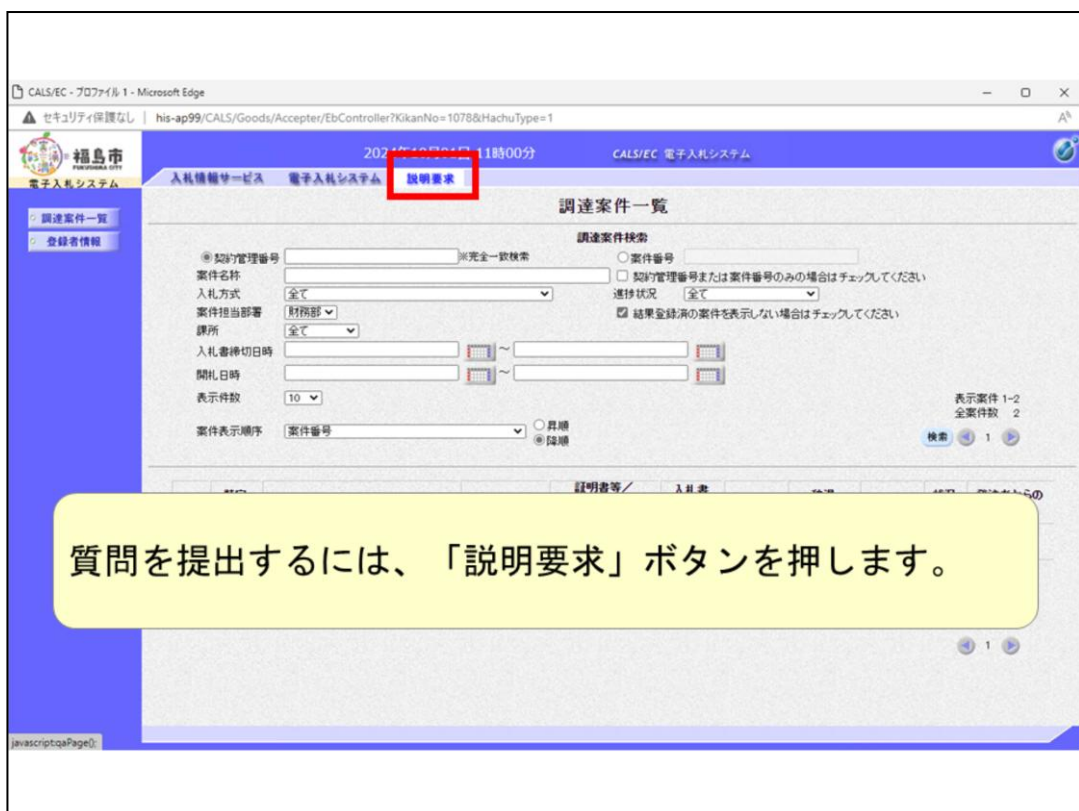 CALS/EC - プロファイル 1 - Microsoft Edge
セキュリティ保護なし | his-ap99/CALS/Goods/Accepter/EbController?KikanNo=1078&HachuType=1
福島市
FUKUSHIMA CITY
電子入札システム
11時00分
CALS/EC 電子入札システム
入札情報サービス 電子入札システム 説明要求
調達案件一覧
登録者情報
調達案件一覧
調達案件検索
契約管理番号 ※完全一致検索 案件番号
案件名称 契約管理番号または案件番号のみの場合はチェックしてください
入札方式 全て 進捗状況 全て
案件担当部署 財務部 結果登録済の案件を表示しない場合はチェックしてください
課所 全て
入札書締切日時 ～
開札日時 ～
表示件数 10 表示案件 1-2
全案件数 2
案件表示順序 案件番号 昇順
降順
検索 1
証明書等/ 入札書
質問を提出するには、「説明要求」ボタンを押します。
1
javascript:qaPage();